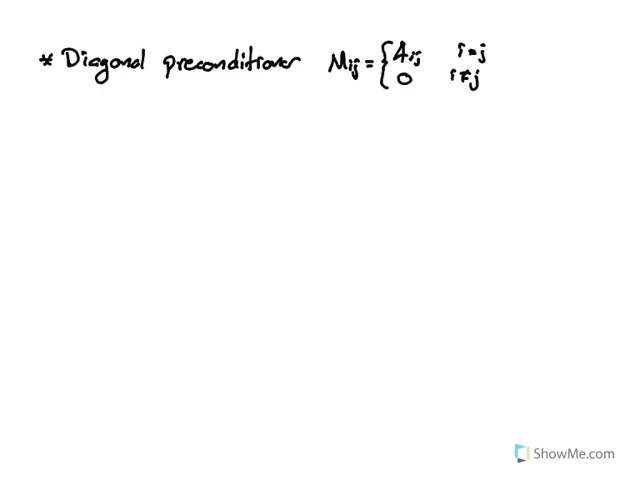 * Diagonal preconditioner Mij = { Aij i=j
0 i≠j
ShowMe.com